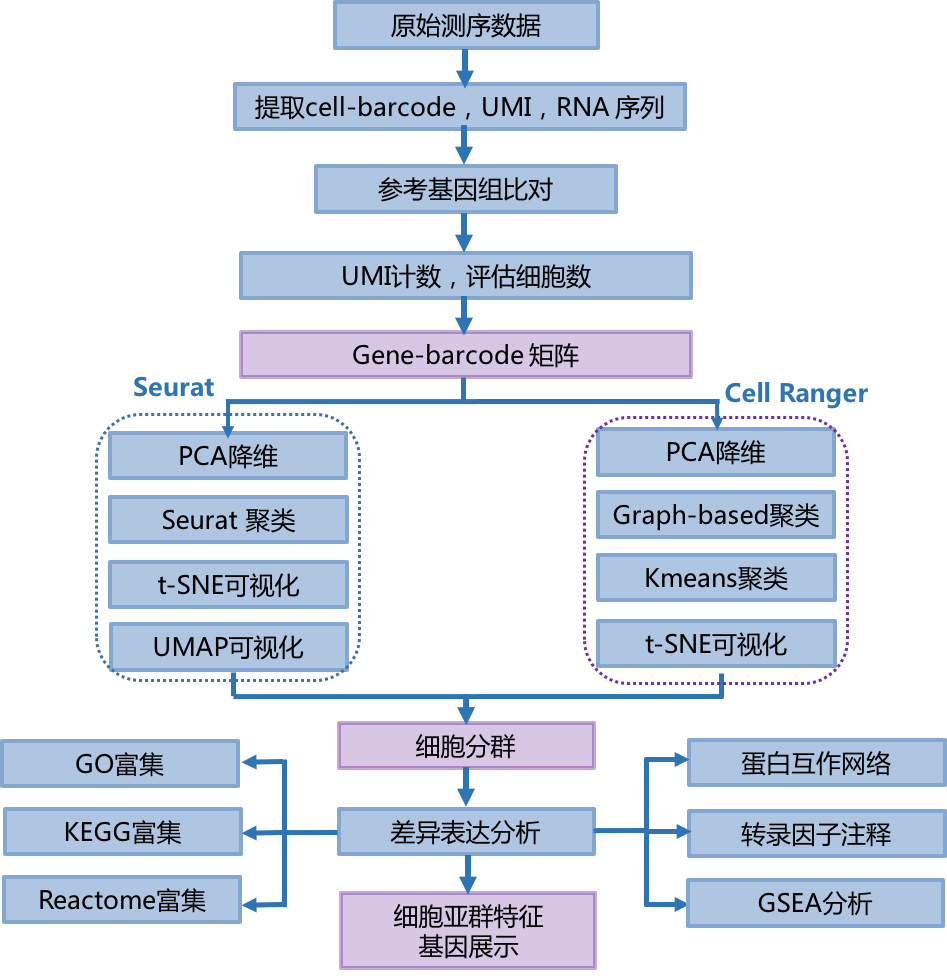 原始测序数据
提取cell-barcode，UMI，RNA 序列
参考基因组比对
UMI计数，评估细胞数
Gene-barcode 矩阵
Seurat
PCA降维
Seurat 聚类
t-SNE可视化
UMAP可视化
Cell Ranger
PCA降维
Graph-based聚类
Kmeans聚类
t-SNE可视化
细胞分群
差异表达分析
GO富集
KEGG富集
Reactome富集
蛋白互作网络
转录因子注释
GSEA分析
细胞亚群特征
基因展示